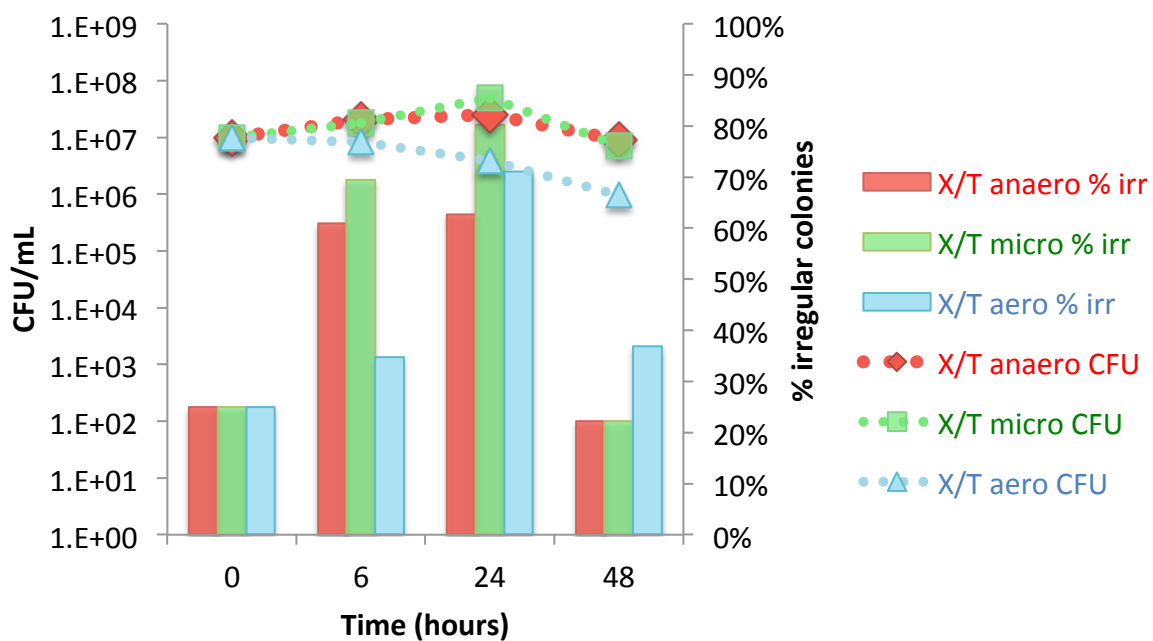 1.E+09
1.E+08
1.E+07
1.E+06
1.E+05
1.E+04
1.E+03
1.E+02
1.E+01
1.E+00
CFU/mL
0 6 24 48
Time (hours)
100%
90%
80%
70%
60%
50%
40%
30%
20%
10%
0%
% irregular colonies
X/T anaero % irr
X/T micro % irr
X/T aero % irr
X/T anaero CFU
X/T micro CFU
X/T aero CFU